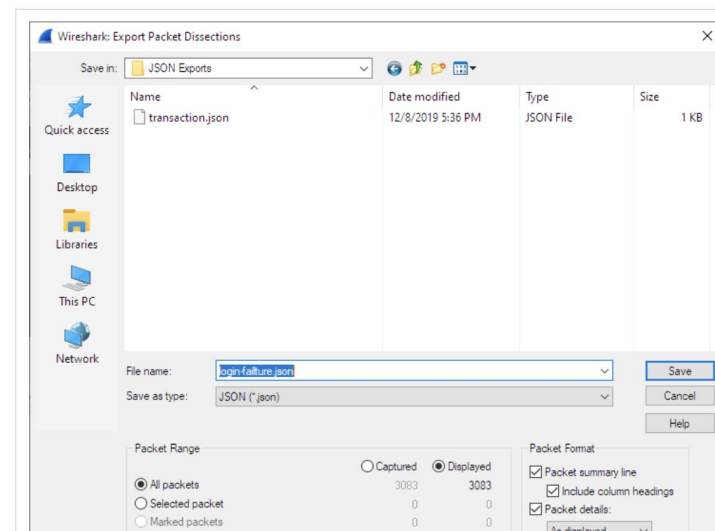 Wireshark: Export Packet Dissections
Save in: JSON Exports
Name Date modified Type Size
transaction.json 12/8/2019 5:36 PM JSON File 1 KB
Quick access
Desktop
Libraries
This PC
Network
File name: login-failture.json Save
Save as type: JSON (*.json) Cancel
Help
Packet Range Packet Format
Captured Displayed Packet summary line
All packets 3083 3083 Include column headings
Selected packet 0 0 Packet details:
Marked packets 0 0 As displayed